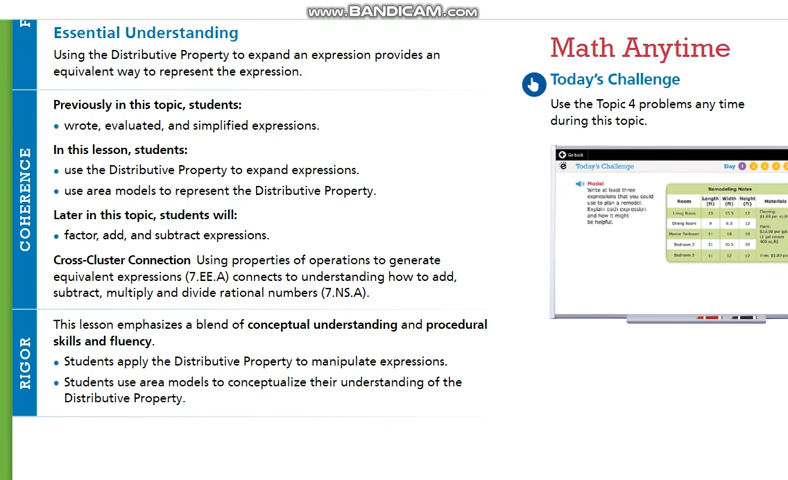 www.BANDICAM.com
F
Essential Understanding
Using the Distributive Property to expand an expression provides an
equivalent way to represent the expression.
COHERENCE
Previously in this topic, students:
• wrote, evaluated, and simplified expressions.
In this lesson, students:
• use the Distributive Property to expand expressions.
• use area models to represent the Distributive Property.
Later in this topic, students will:
• factor, add, and subtract expressions.
Cross-Cluster Connection Using properties of operations to generate
equivalent expressions (7.EE.A) connects to understanding how to add,
subtract, multiply and divide rational numbers (7.NS.A).
RIGOR
This lesson emphasizes a blend of conceptual understanding and procedural
skills and fluency.
• Students apply the Distributive Property to manipulate expressions.
• Students use area models to conceptualize their understanding of the
Distributive Property.
Math Anytime
Today's Challenge
Use the Topic 4 problems any time
during this topic.
Go back
Today's Challenge
Day 1 2 3 4
Model
Write at least three
expressions that you could
use to plan a remodel.
Explain each expression
and how it might
be helpful.
Remodeling Notes
Room Length (ft) Width (ft) Height (ft) Materials
Living Room
Dining Room
Master Bedroom
Bedroom 2
Bedroom 3